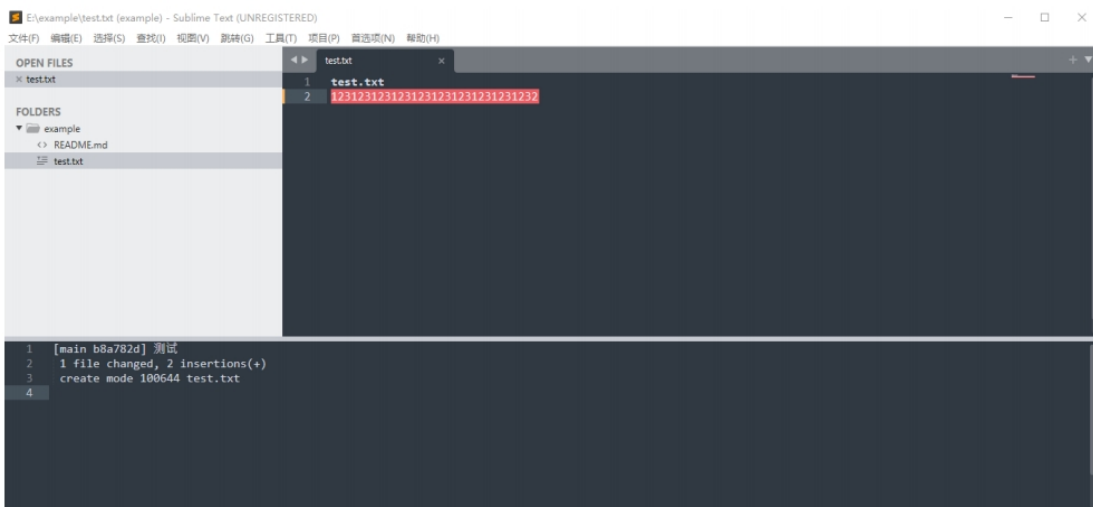 E:\example\test.txt (example) - Sublime Text (UNREGISTERED)
文件(F) 编辑(E) 选择(S) 查找(I) 视图(V) 跳转(G) 工具(T) 项目(P) 首选项(N) 帮助(H)
OPEN FILES
test.txt
FOLDERS
example
README.md
test.txt
test.txt
1 test.txt
2 1231231231231231231231231231232
1 [main b8a782d] 测试
2 1 file changed, 2 insertions(+)
3 create mode 100644 test.txt
4